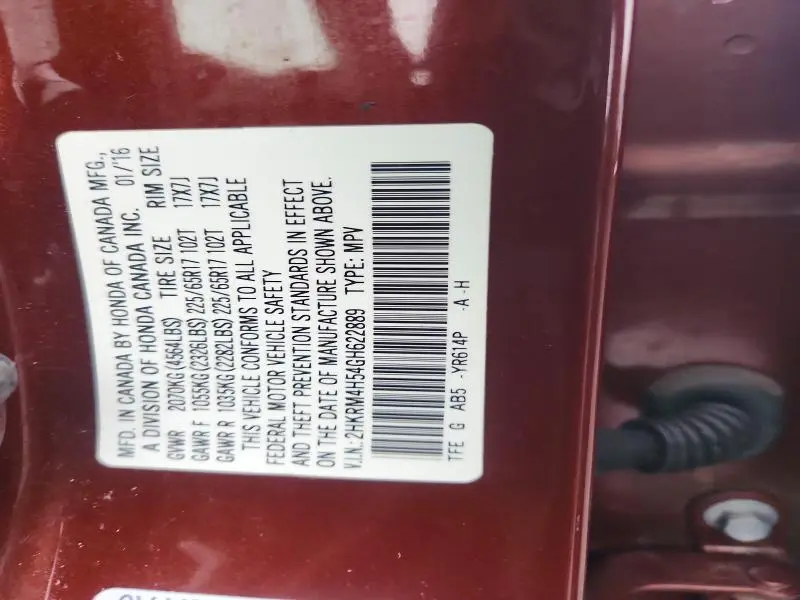 MFD. IN CANADA BY HONDA OF CANADA MFG.,
A DIVISION OF HONDA CANADA INC. 01/'16
GVWR 2070KG(4564LBS) TIRE SIZE RIM SIZE
GAWR F 1055KG(2326LBS) 225/65R17 102T 17X7J
GAWR R 1035KG(2282LBS) 225/65R17 102T 17X7J
THIS VEHICLE CONFORMS TO ALL APPLICABLE
FEDERAL MOTOR VEHICLE SAFETY
AND THEFT PREVENTION STANDARDS IN EFFECT
ON THE DATE OF MANUFACTURE SHOWN ABOVE.
V.I.N.:2HKRM4H54GH622889 TYPE: MPV
TFE G AB5 -YR614P -A-H